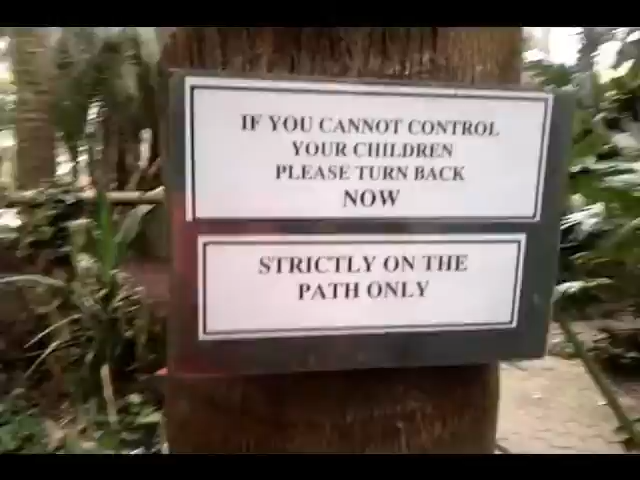 IF YOU CANNOT CONTROL
YOUR CHILDREN
PLEASE TURN BACK
NOW
STRICTLY ON THE
PATH ONLY